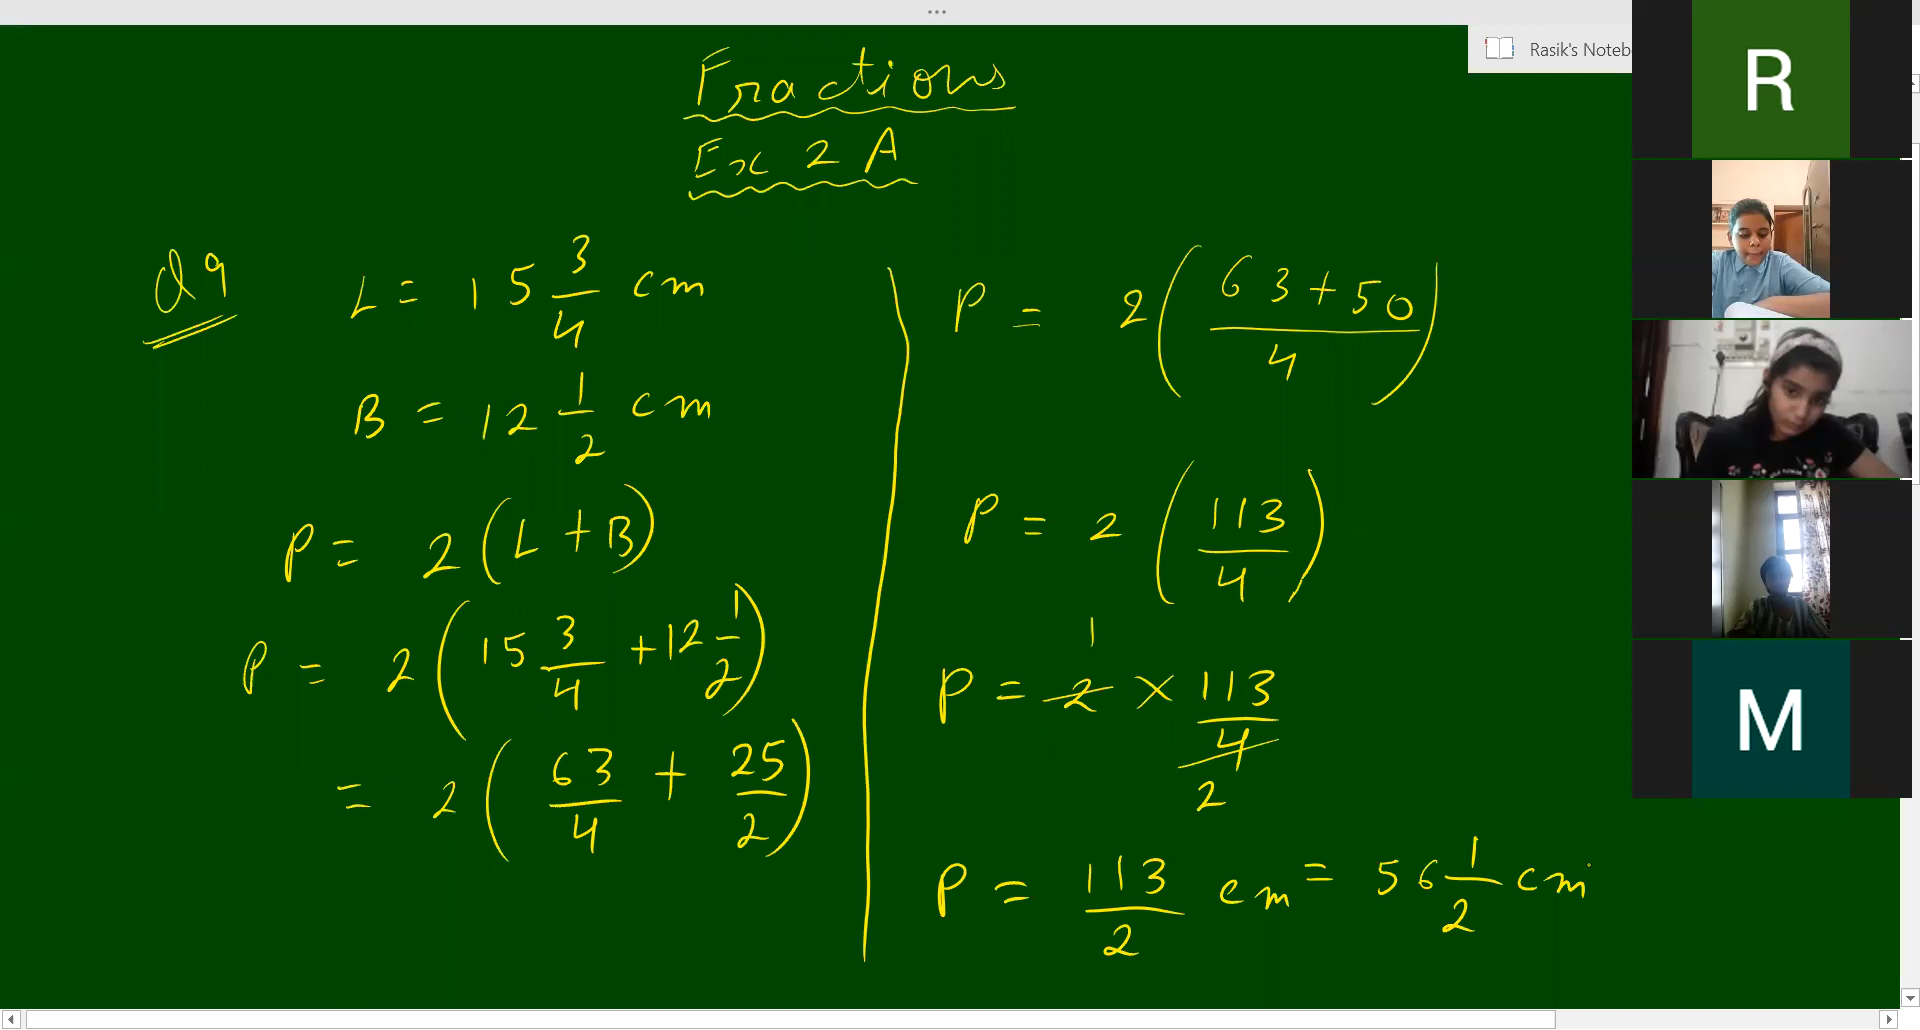 Rasik's Noteb
Fractions
Ex 2A
Q9
L = 15 3/4 cm
B = 12 1/2 cm
P = 2 (L + B)
P = 2 (15 3/4 + 12 1/2)
= 2 (63/4 + 25/2)
P = 2 ((63 + 50)/4)
P = 2 (113/4)
1
P = 2 × 113/4
2
P = 113/2 cm = 56 1/2 cm
R
M